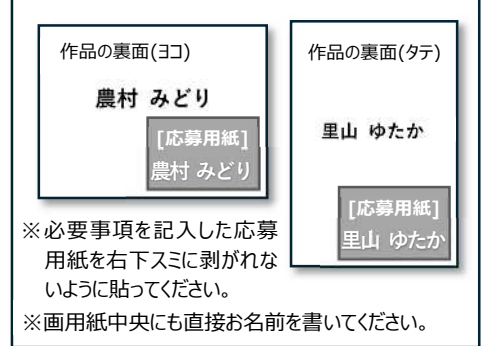 作品の裏面(ヨコ)
農村 みどり
[応募用紙]
農村 みどり
作品の裏面(タテ)
里山 ゆたか
[応募用紙]
里山 ゆたか
※必要事項を記入した応募
用紙を右下スミに剥がれな
いように貼ってください。
※画用紙中央にも直接お名前を書いてください。